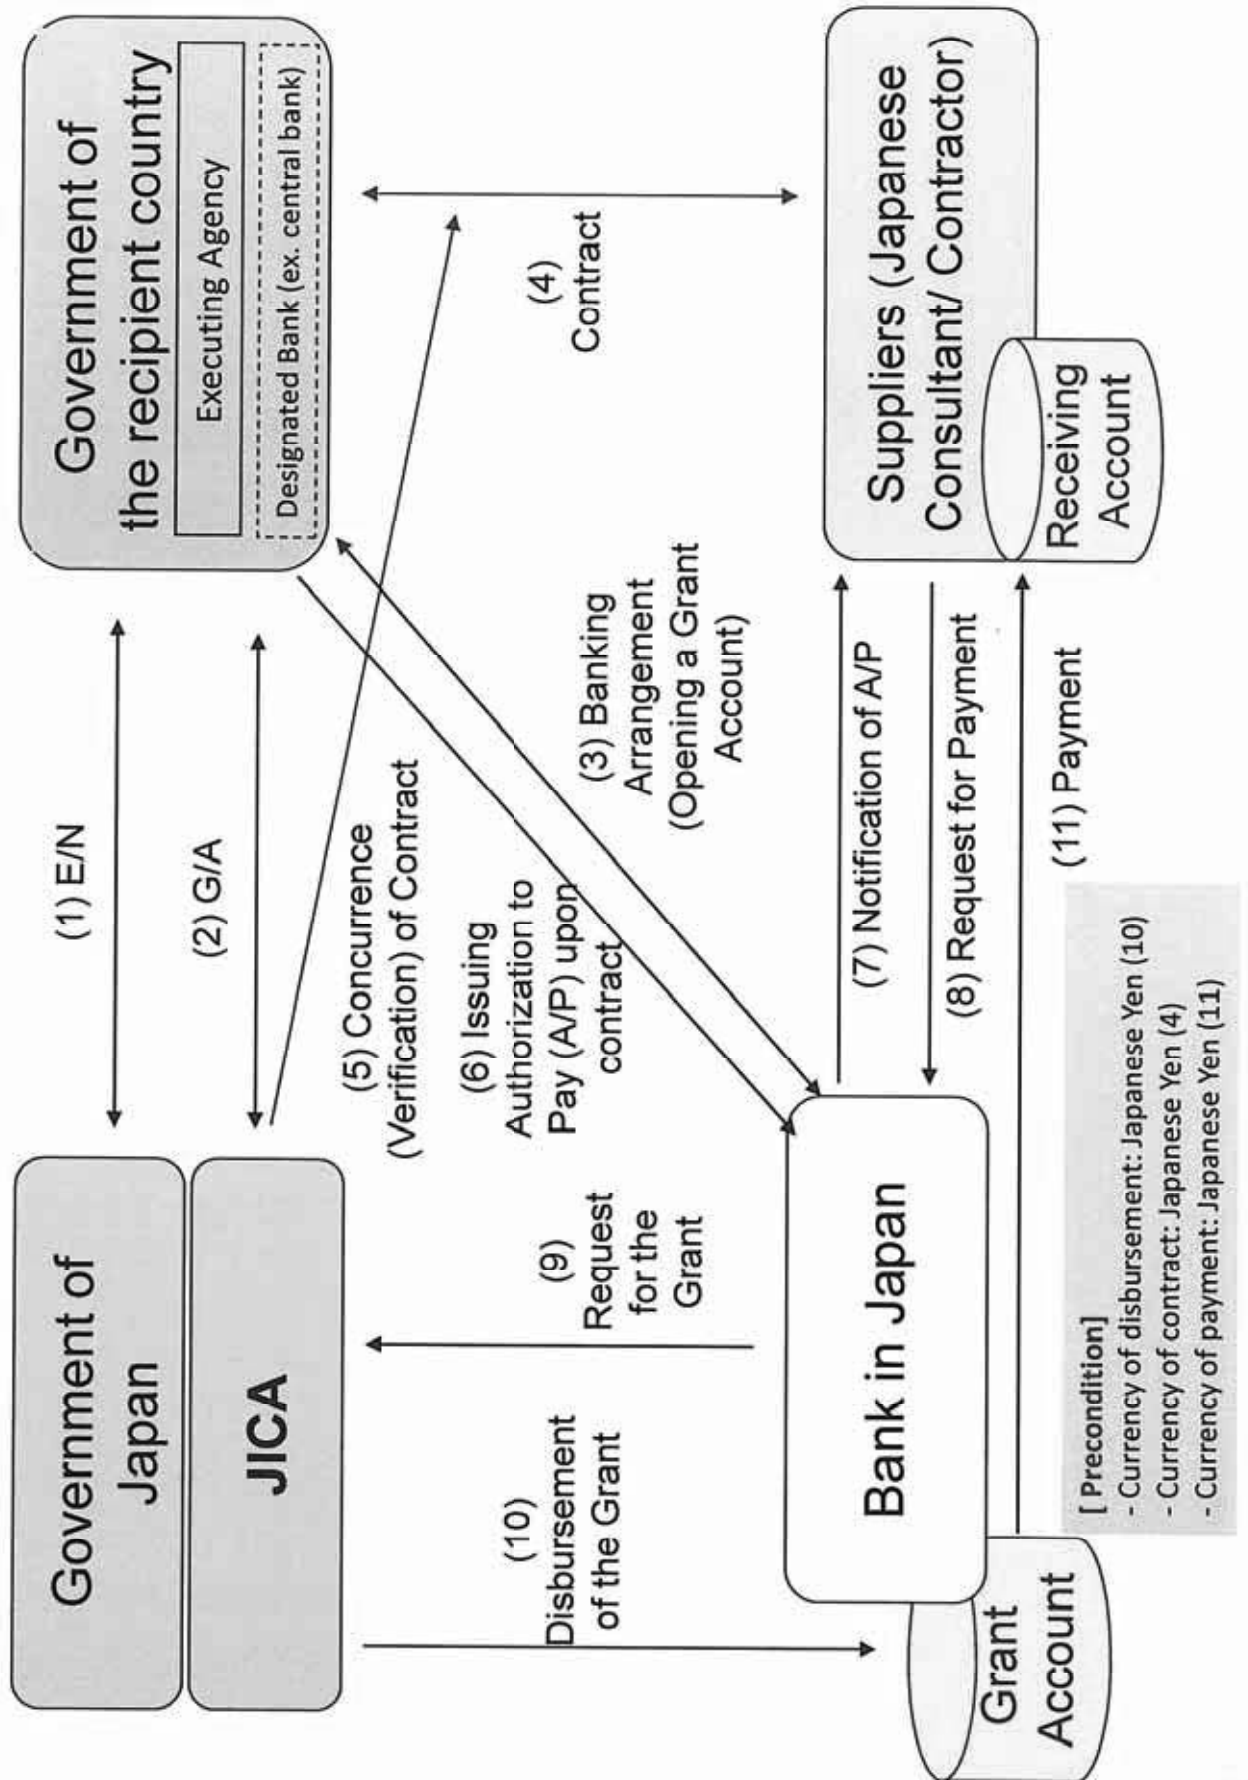 Government of
Japan
JICA
(1) E/N
(2) G/A
Government of
the recipient country
Executing Agency
Designated Bank (ex. central bank)
(5) Concurrence
(Verification) of Contract
(6) Issuing
Authorization to
Pay (A/P) upon
contract
(3) Banking
Arrangement
(Opening a Grant
Account)
(4)
Contract
(10)
Disbursement
of the Grant
(9)
Request
for the
Grant
Bank in Japan
Grant
Account
(7) Notification of A/P
(8) Request for Payment
(11) Payment
Suppliers (Japanese
Consultant/ Contractor)
Receiving
Account
[ Precondition]
- Currency of disbursement: Japanese Yen (10)
- Currency of contract: Japanese Yen (4)
- Currency of payment: Japanese Yen (11)